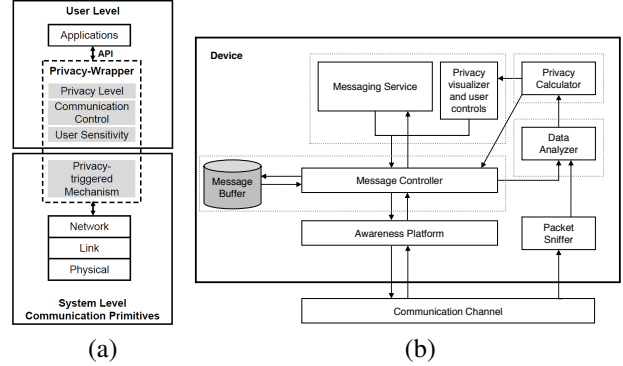 User Level
Applications
API
Privacy-Wrapper
Privacy Level
Communication
Control
User Sensitivity
Privacy-
triggered
Mechanism
Network
Link
Physical
System Level
Communication Primitives
(a)
Device
Messaging Service
Privacy
visualizer
and user
controls
Privacy
Calculator
Data
Analyzer
Message
Buffer
Message Controller
Awareness Platform
Packet
Sniffer
Communication Channel
(b)